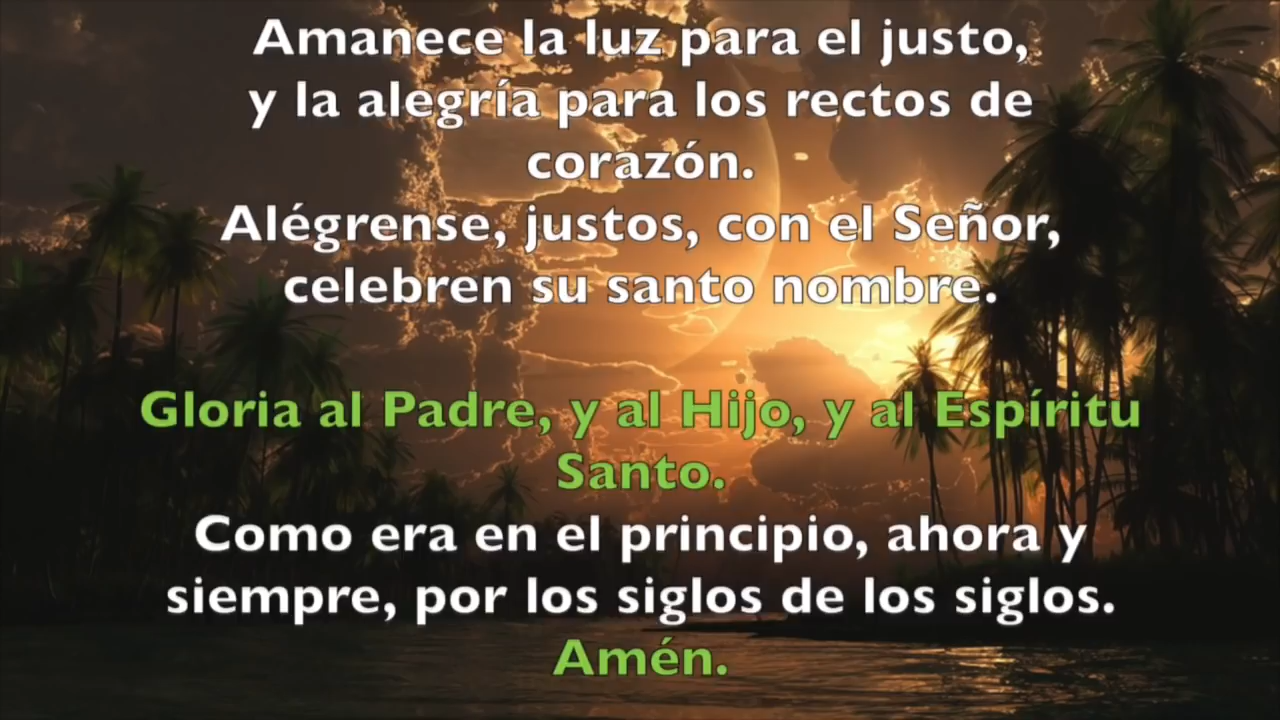 Amanece la luz para el justo,
y la alegría para los rectos de
corazón.
Alégrense, justos, con el Señor,
celebren su santo nombre.
Gloria al Padre, y al Hijo, y al Espíritu
Santo.
Como era en el principio, ahora y
siempre, por los siglos de los siglos.
Amén.